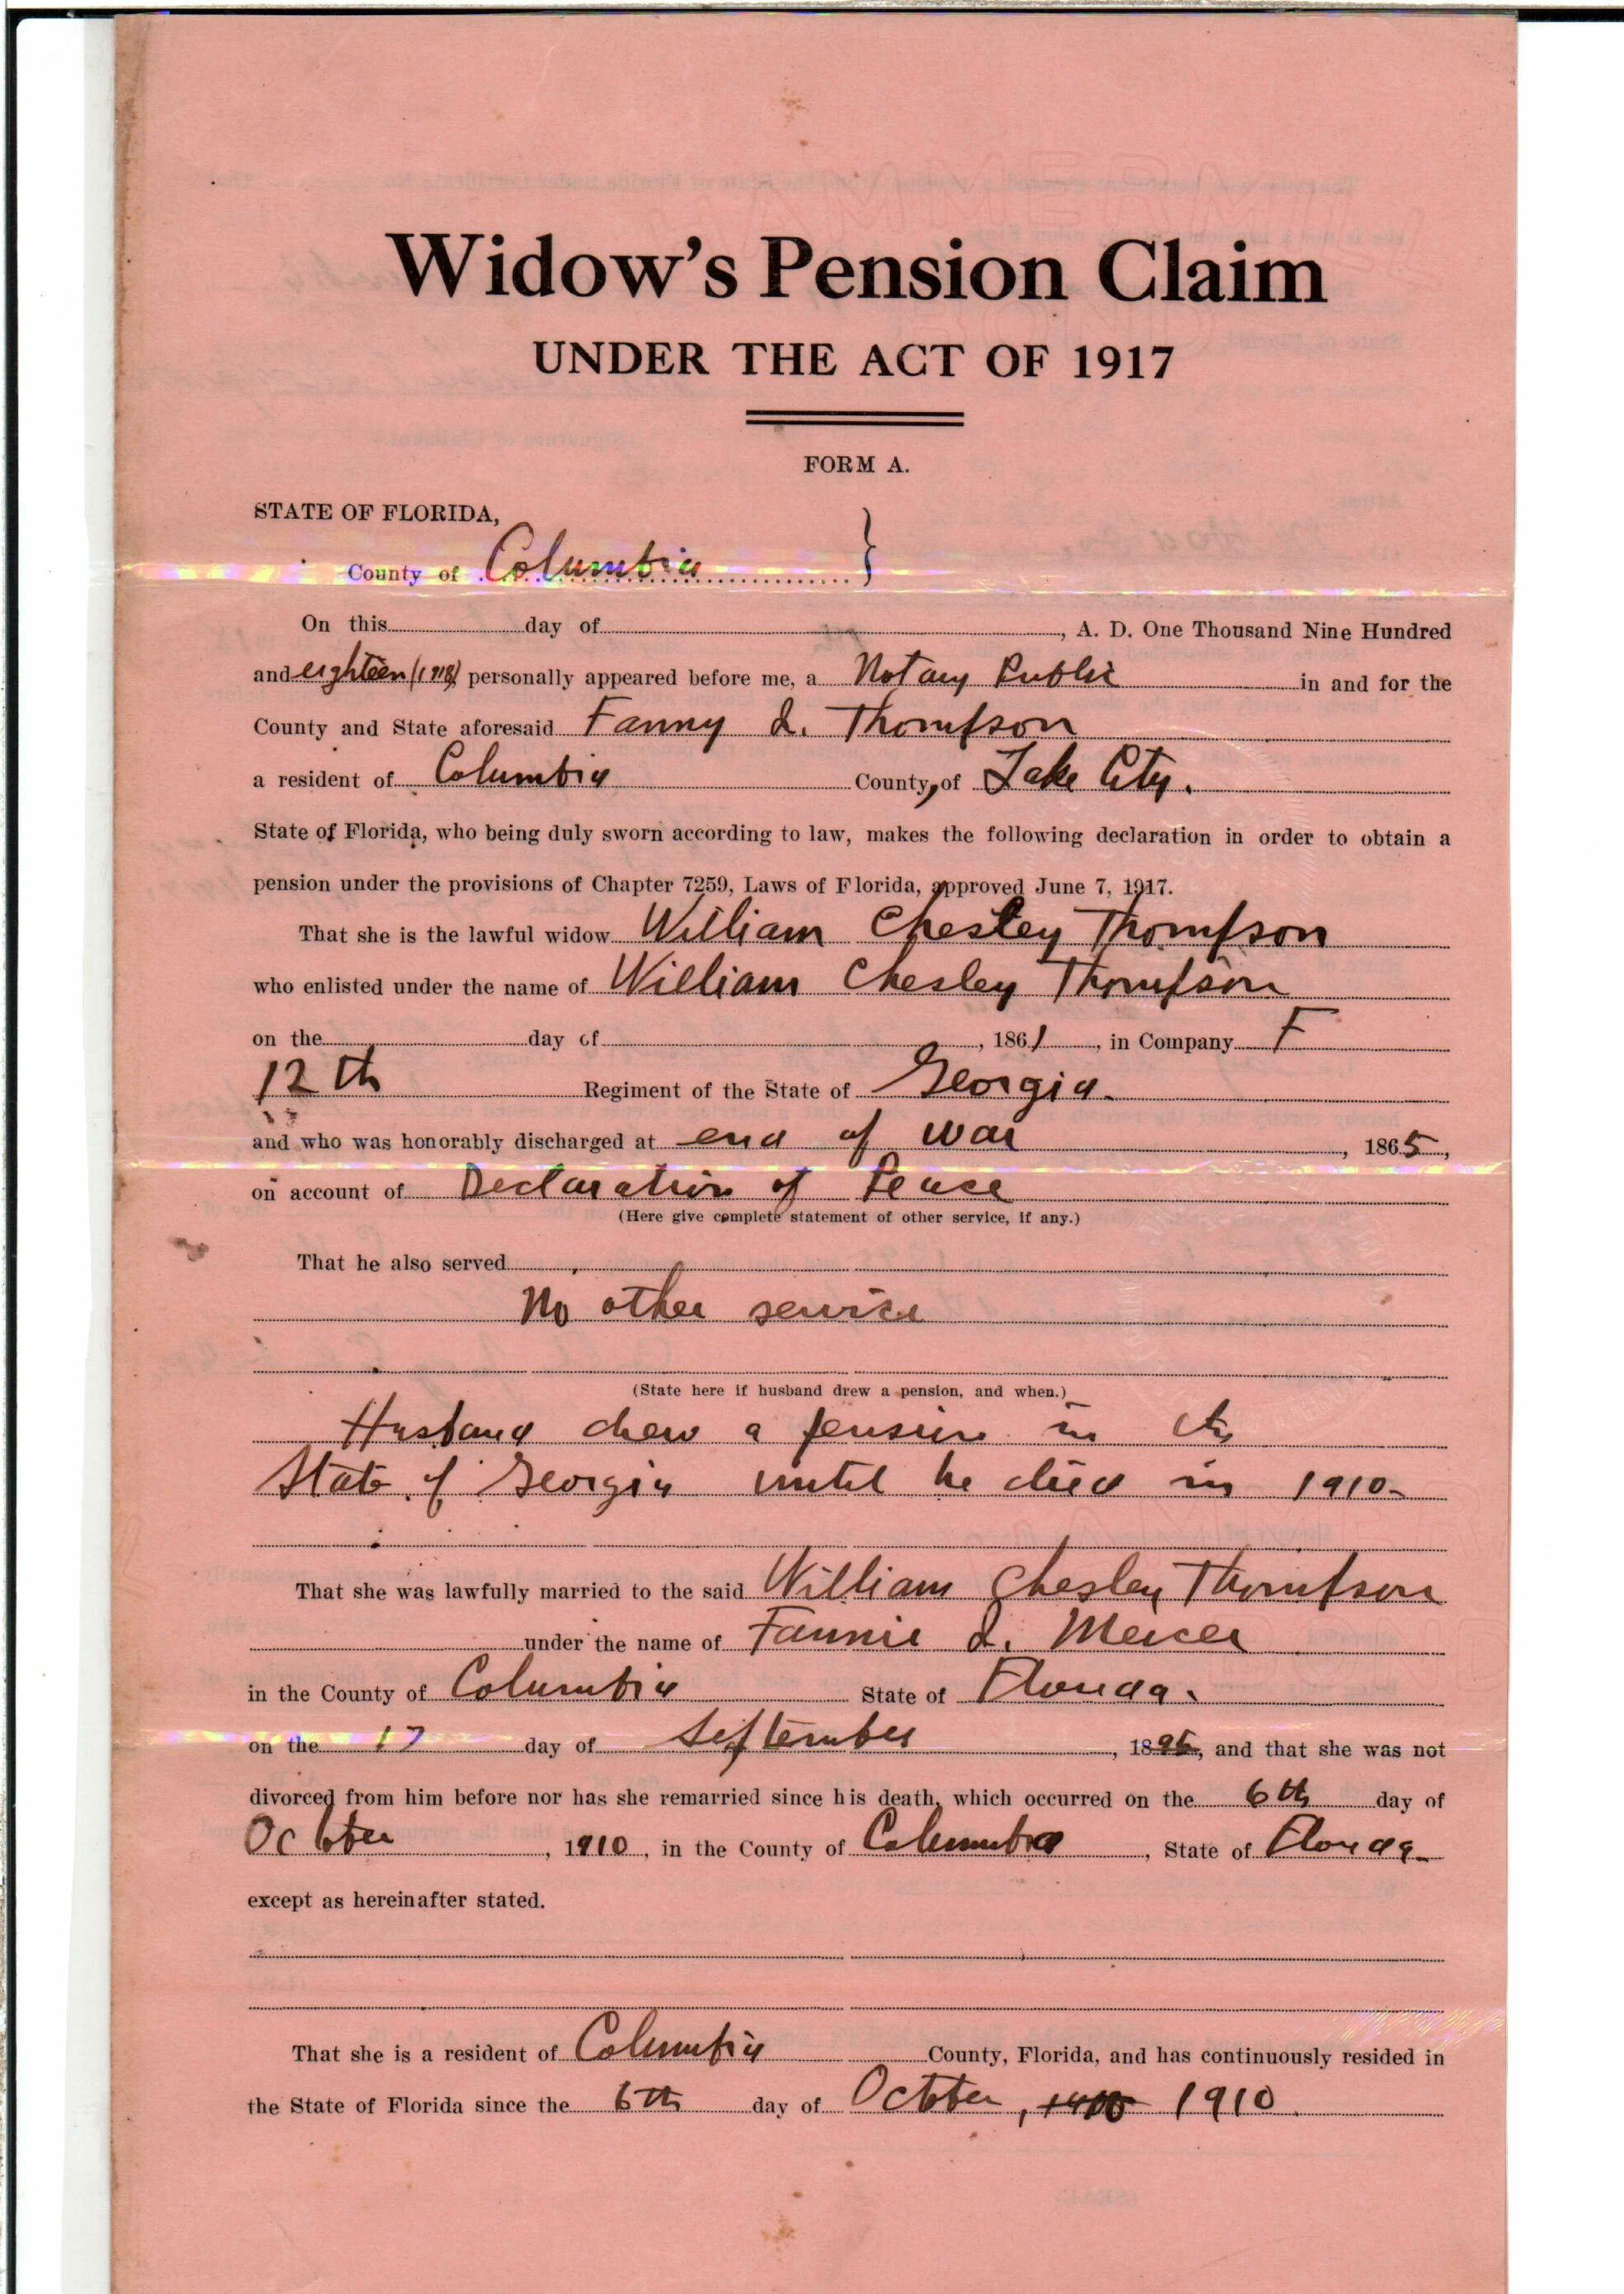 Widow's Pension Claim
UNDER THE ACT OF 1917
FORM A.
STATE OF FLORIDA,
County of Columbia
On this day of , A. D. One Thousand Nine Hundred
and eighteen (1918) personally appeared before me, a Notary Public in and for the
County and State aforesaid Fanny L. Thompson
a resident of Columbia County, of Lake City.
State of Florida, who being duly sworn according to law, makes the following declaration in order to obtain a
pension under the provisions of Chapter 7259, Laws of Florida, approved June 7, 1917.
That she is the lawful widow William Chesley Thompson
who enlisted under the name of William Chesley Thompson
on the day of , 1861, in Company F
12th Regiment of the State of Georgia.
and who was honorably discharged at end of war , 1865,
on account of Declaration of Peace
(Here give complete statement of other service, if any.)
That he also served
No other service
(State here if husband drew a pension, and when.)
Husband drew a pension in the
State of Georgia until he died in 1910-
That she was lawfully married to the said William Chesley Thompson
under the name of Fannie L. Mercer
in the County of Columbia State of Florida.
on the 17 day of September , 1895, and that she was not
divorced from him before nor has she remarried since his death, which occurred on the 6th day of
October , 1910, in the County of Columbia , State of Florida
except as hereinafter stated.
That she is a resident of Columbia County, Florida, and has continuously resided in
the State of Florida since the 6th day of October, 1910